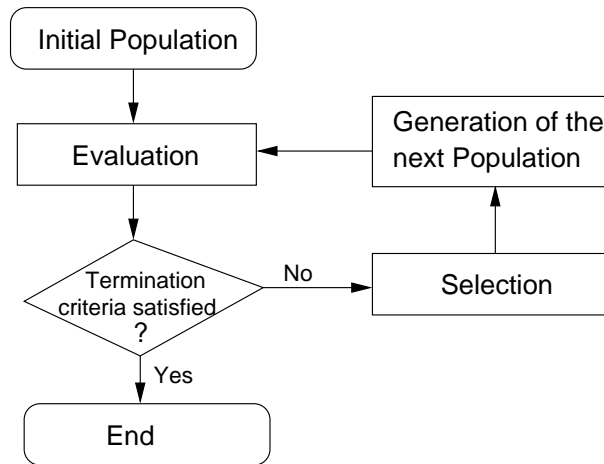 Initial Population
Evaluation
Generation of the
next Population
Termination
criteria satisfied
?
No
Selection
Yes
End